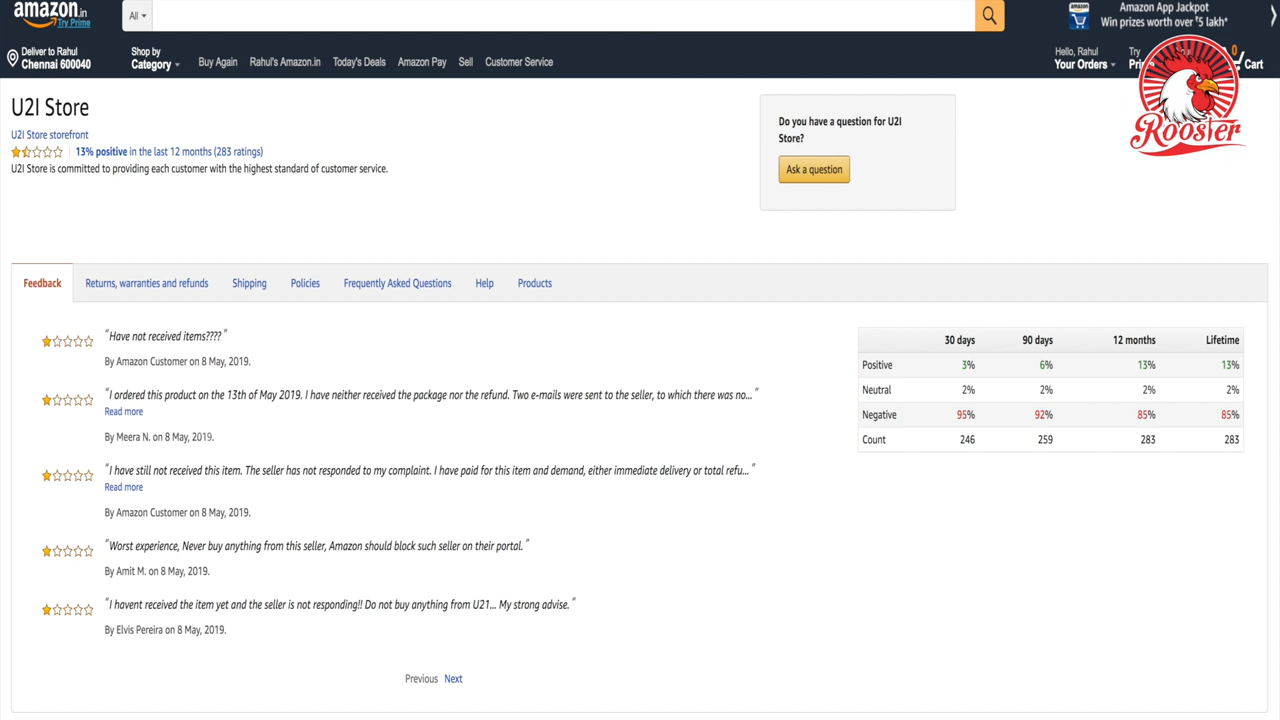 amazon.in
Try Prime
All
Amazon App Jackpot
Win prizes worth over ₹5 lakh*
Deliver to Rahul
Chennai 600040
Shop by
Category
Buy Again
Rahul's Amazon.in
Today's Deals
Amazon Pay
Sell
Customer Service
Hello, Rahul
Your Orders
Try
0
Cart
Rooster
U2I Store
U2I Store storefront
13% positive in the last 12 months (283 ratings)
U2I Store is committed to providing each customer with the highest standard of customer service.
Do you have a question for U2I
Store?
Ask a question
Feedback
Returns, warranties and refunds
Shipping
Policies
Frequently Asked Questions
Help
Products
“Have not received items????”
By Amazon Customer on 8 May, 2019.
“I ordered this product on the 13th of May 2019. I have neither received the package nor the refund. Two e-mails were sent to the seller, to which there was no...”
Read more
By Meera N. on 8 May, 2019.
“I have still not received this item. The seller has not responded to my complaint. I have paid for this item and demand, either immediate delivery or total refu...”
Read more
By Amazon Customer on 8 May, 2019.
“Worst experience, Never buy anything from this seller, Amazon should block such seller on their portal.”
By Amit M. on 8 May, 2019.
“I havent received the item yet and the seller is not responding!! Do not buy anything from U21... My strong advise.”
By Elvis Pereira on 8 May, 2019.
Previous Next
30 days 90 days 12 months Lifetime
Positive 3% 6% 13% 13%
Neutral 2% 2% 2% 2%
Negative 95% 92% 85% 85%
Count 246 259 283 283